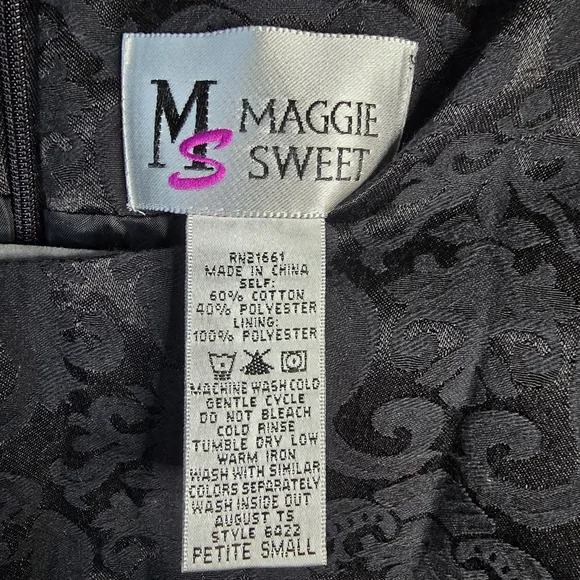 MS MAGGIE
SWEET
RN21661
MADE IN CHINA
SELF:
60% COTTON
40% POLYESTER
LINING:
100% POLYESTER
MACHINE WASH COLD
GENTLE CYCLE
DO NOT BLEACH
COLD RINSE
TUMBLE DRY LOW
WARM IRON
WASH WITH SIMILAR
COLORS SEPARATELY
WASH INSIDE OUT
AUGUST TS
STYLE 6422
PETITE SMALL